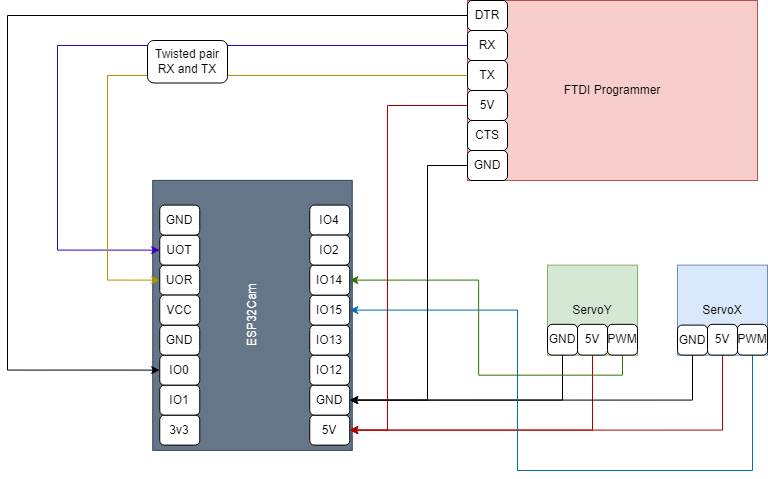 DTR
RX
TX
5V
CTS
GND
FTDI Programmer
Twisted pair
RX and TX
GND
UOT
UOR
VCC
GND
IO0
IO1
3v3
ESP32Cam
IO4
IO2
IO14
IO15
IO13
IO12
GND
5V
ServoY
GND
5V
PWM
ServoX
GND
5V
PWM